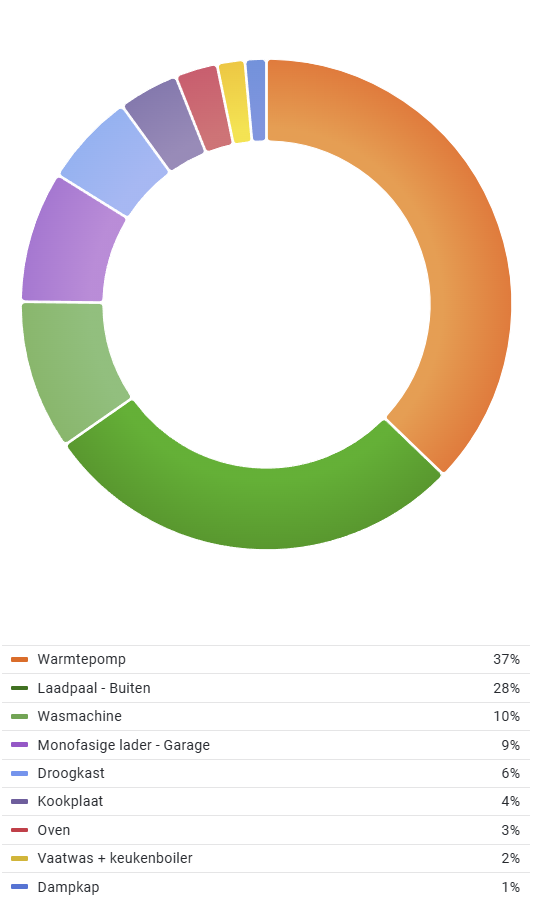 Warmtepomp 37%
Laadpaal - Buiten 28%
Wasmachine 10%
Monofasige lader - Garage 9%
Droogkast 6%
Kookplaat 4%
Oven 3%
Vaatwas + keukenboiler 2%
Dampkap 1%